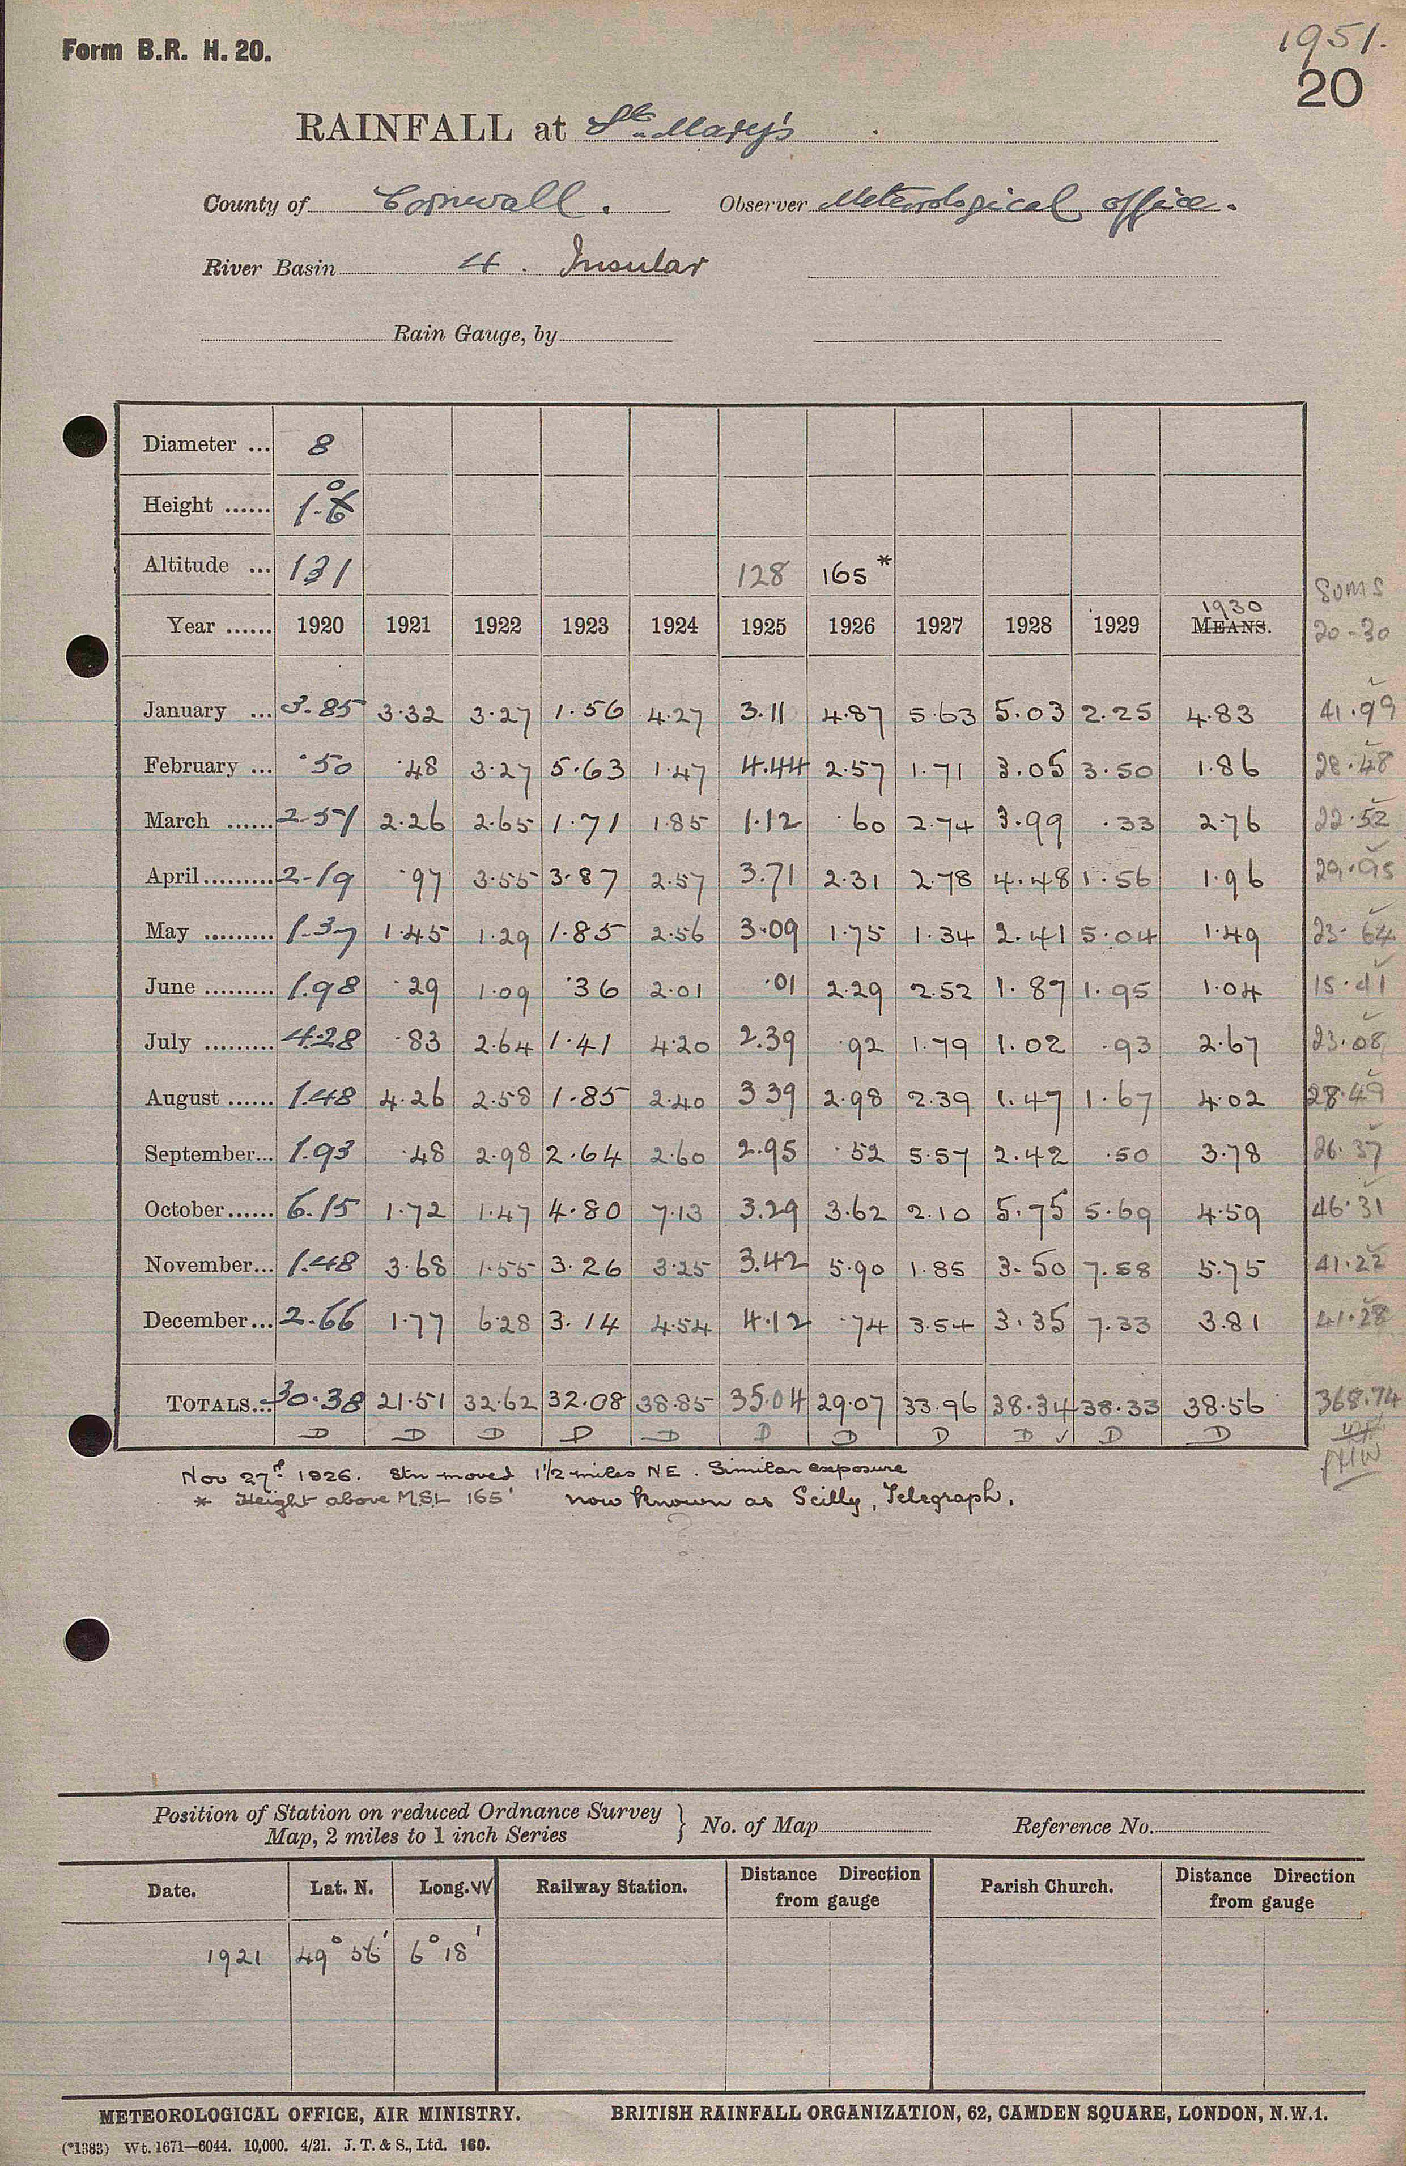 Form B.R. H. 20.
1951.
20
RAINFALL at St. Mary's
County of Cornwall. Observer Meteorological office.
River Basin 4. Insular
Rain Gauge, by
Diameter ... 8
Height ...... 1.6 0
Altitude ... 131 128 165*
Year ...... 1920 1921 1922 1923 1924 1925 1926 1927 1928 1929 1930 MEANS. SUMS 20-30
January ... 3.85 3.32 3.27 1.56 4.27 3.11 4.87 5.63 5.03 2.25 4.83 41.99
February ... .50 .48 3.27 5.63 1.47 4.44 2.57 1.71 3.05 3.50 1.86 28.48
March ...... 2.51 2.26 2.65 1.71 1.85 1.12 .60 2.74 3.99 .33 2.76 22.52
April ......... 2.19 .97 3.55 3.87 2.57 3.71 2.31 2.78 4.48 1.56 1.96 29.95
May ......... 1.37 1.45 1.29 1.85 2.56 3.09 1.75 1.34 2.41 5.04 1.49 23.64
June ......... 1.98 .29 1.09 .36 2.01 .01 2.29 2.52 1.87 1.95 1.04 15.41
July ......... 4.28 .83 2.64 1.41 4.20 2.39 .92 1.79 1.02 .93 2.67 23.08
August ...... 1.48 4.26 2.58 1.85 2.40 3.39 2.98 2.39 1.47 1.67 4.02 28.49
September... 1.93 .48 2.98 2.64 2.60 2.95 .52 5.57 2.42 .50 3.78 26.37
October...... 6.15 1.72 1.47 4.80 7.13 3.29 3.62 2.10 5.75 5.69 4.59 46.31
November... 1.48 3.68 1.55 3.26 3.25 3.42 5.90 1.85 3.50 7.58 5.75 41.22
December... 2.66 1.77 6.28 3.14 4.54 4.12 .74 3.54 3.35 7.33 3.81 41.28
TOTALS... 30.38 21.51 32.62 32.08 38.85 35.04 29.07 33.96 38.34 38.33 38.56 368.74
D D D D D D D D D ✓ D D
Nov 27th 1926. Stn moved 1½ miles NE. Similar exposure
* Height above M.S.L 165' now known as Scilly, Telegraph.
?
Position of Station on reduced Ordnance Survey
Map, 2 miles to 1 inch Series } No. of Map Reference No.
Date. Lat. N. Long. W Railway Station. Distance Direction from gauge Parish Church. Distance Direction from gauge
1921 49° 56' 6° 18'
METEOROLOGICAL OFFICE, AIR MINISTRY. BRITISH RAINFALL ORGANIZATION, 62, CAMDEN SQUARE, LONDON, N.W.1.
(*1383) Wt. 1671—6044. 10,000. 4/21. J. T. & S., Ltd. 160.